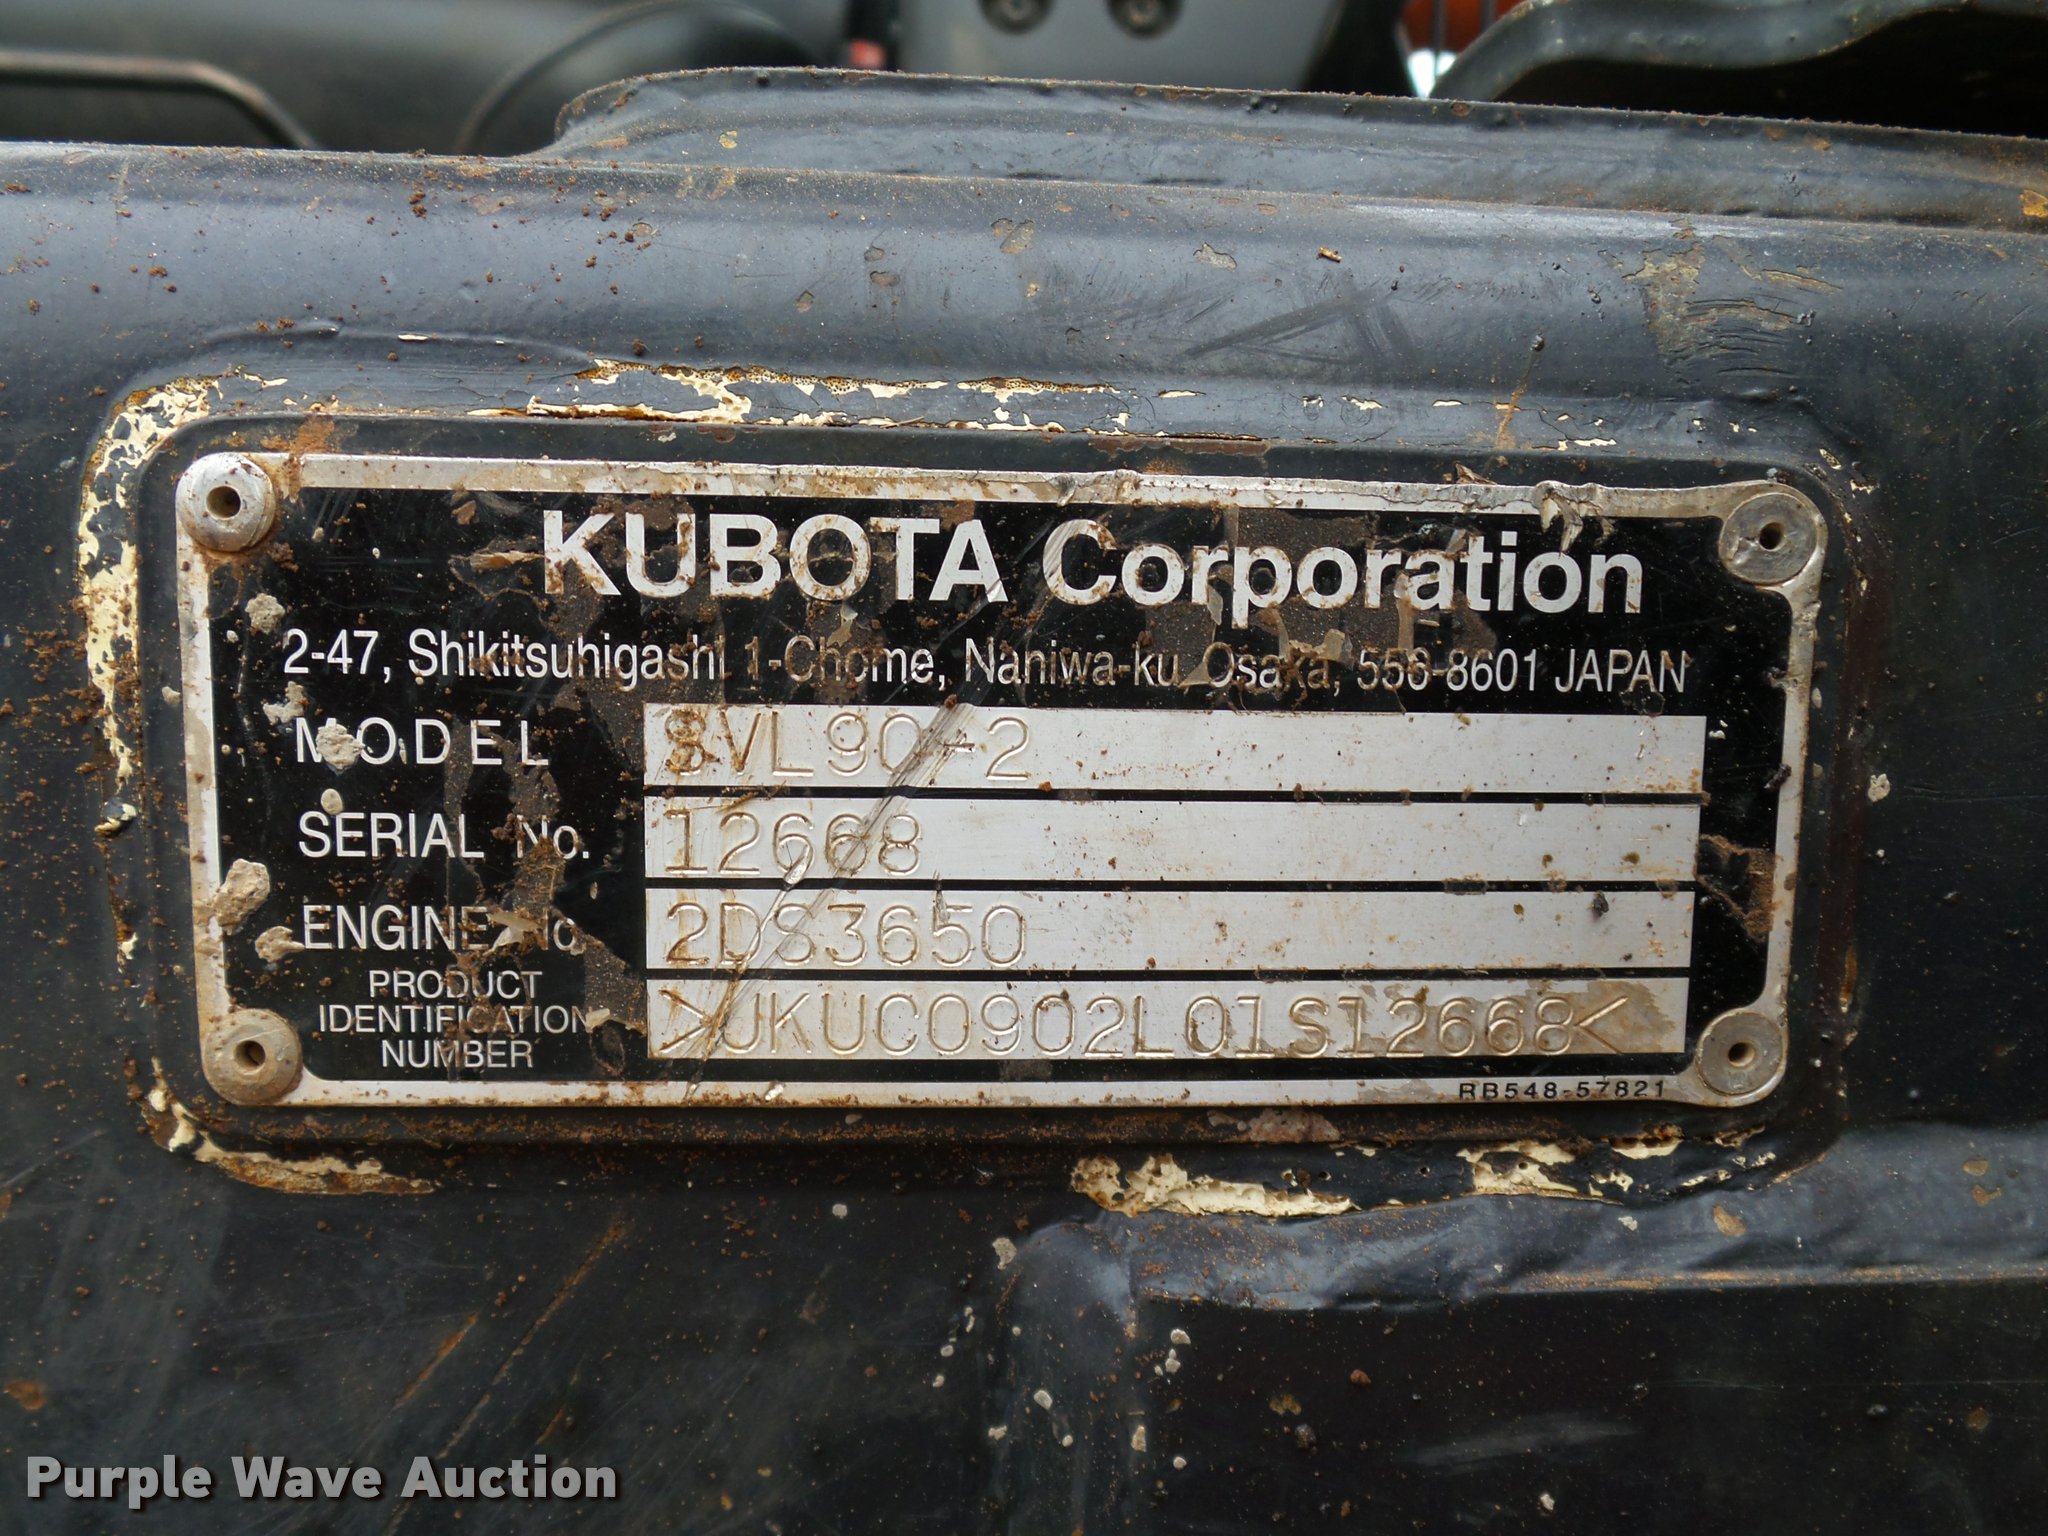 KUBOTA Corporation
2-47, Shikitsuhigashi 1-Chome, Naniwa-ku, Osaka, 556-8601 JAPAN
MODEL SVL90-2
SERIAL No. 12668
ENGINE No. 2DS3650
PRODUCT
IDENTIFICATION
NUMBER
>JKUC0902L01S12668<
RB548-57821
Purple Wave Auction